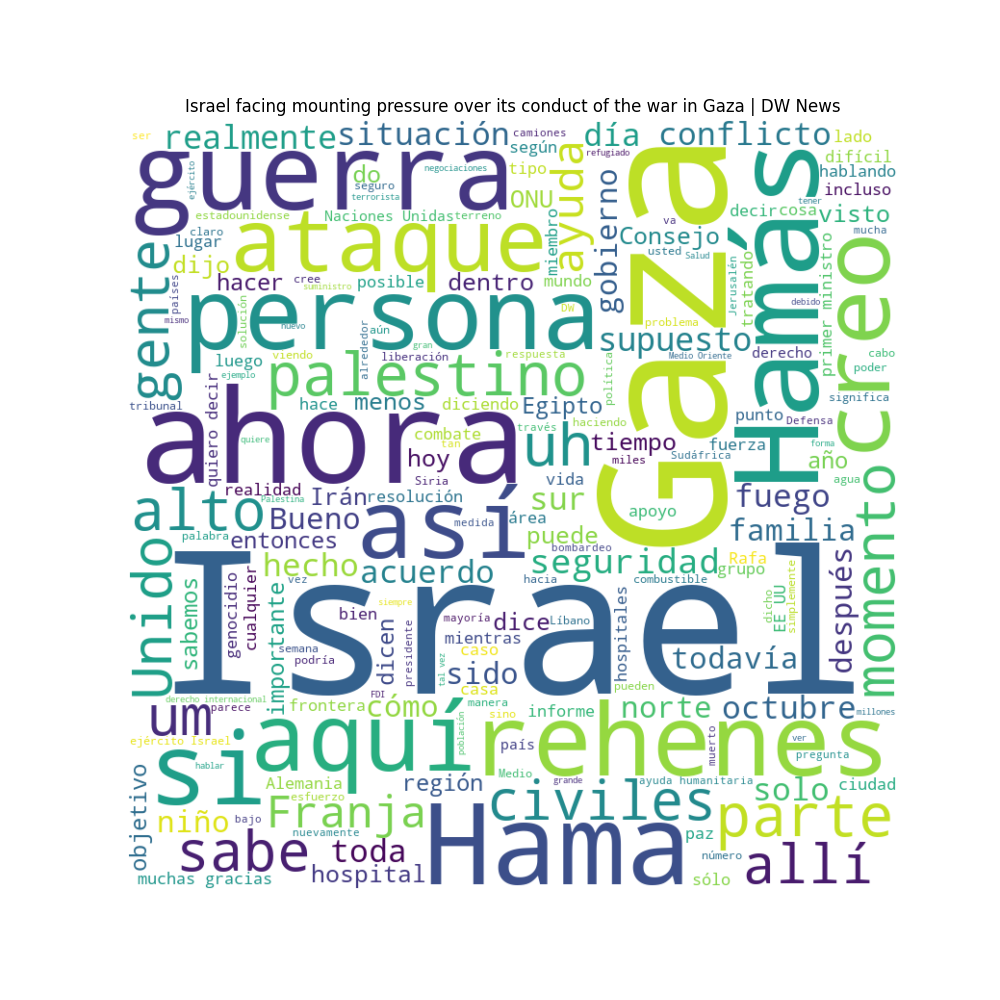 Israel facing mounting pressure over its conduct of the war in Gaza | DW News
ser
realmente
situación
camiones
según
día
conflicto
lado
difícil
hablando
incluso
guerra
ejército
do
seguro
terrorista
negociaciones
tipo
ayuda
refugiado
Gaza
Hamás
tener
estadounidense
Naciones Unidas
terreno
ONU
miembro
gobierno
va
decir
cosa
visto
claro
lugar
ataque
Consejo
usted
Salud
Jerusalén
tratando
primer ministro
mucha
creo
gente
dijo
países
hacer
cree
suministro
posible
dentro
mundo
debido
mismo
solución
persona
nuevo
aún
alrededor
DW
problema
supuesto
Medio Oriente
derecho
cabo
poder
luego
viendo
gran
liberación
respuesta
política
ejemplo
palestino
significa
tribunal
quiero decir
hace
menos
diciendo
Egipto
punto
Defensa
ahora
quiere
combate
tan
través
haciendo
uh
tiempo
miles
Sudáfrica
fuerza
forma
año
hoy
Siria
vida
agua
realidad
Palestina
Irán
resolución
sur
apoyo
fuego
momento
alto
Bueno
así
medida
área
puede
familia
palabra
entonces
bombardeo
Unido
hecho
acuerdo
seguridad
grupo
Rafa
sabemos
genocidio
cualquier
vez
hacia
combustible
después
Israel
importante
semana
podría
bien
siempre
mayoría
dice
Líbano
hospitales
EE UU
dicho
simplemente
dicen
presidente
mientras
caso
tal vez
sido
casa
todavía
pueden
derecho internacional
parece
frontera
FDI
cómo
manera
sino
informe
norte
octubre
millones
um
ejército Israel
aquí
población
país
rehenes
muerto
ver
pregunta
si
hablar
objetivo
Alemania
esfuerzo
región
Medio
grande
ayuda humanitaria
solo
ciudad
niño
bajo
Franja
nuevamente
civiles
parte
paz
sabe
toda
Hama
número
allí
muchas gracias
hospital
sólo